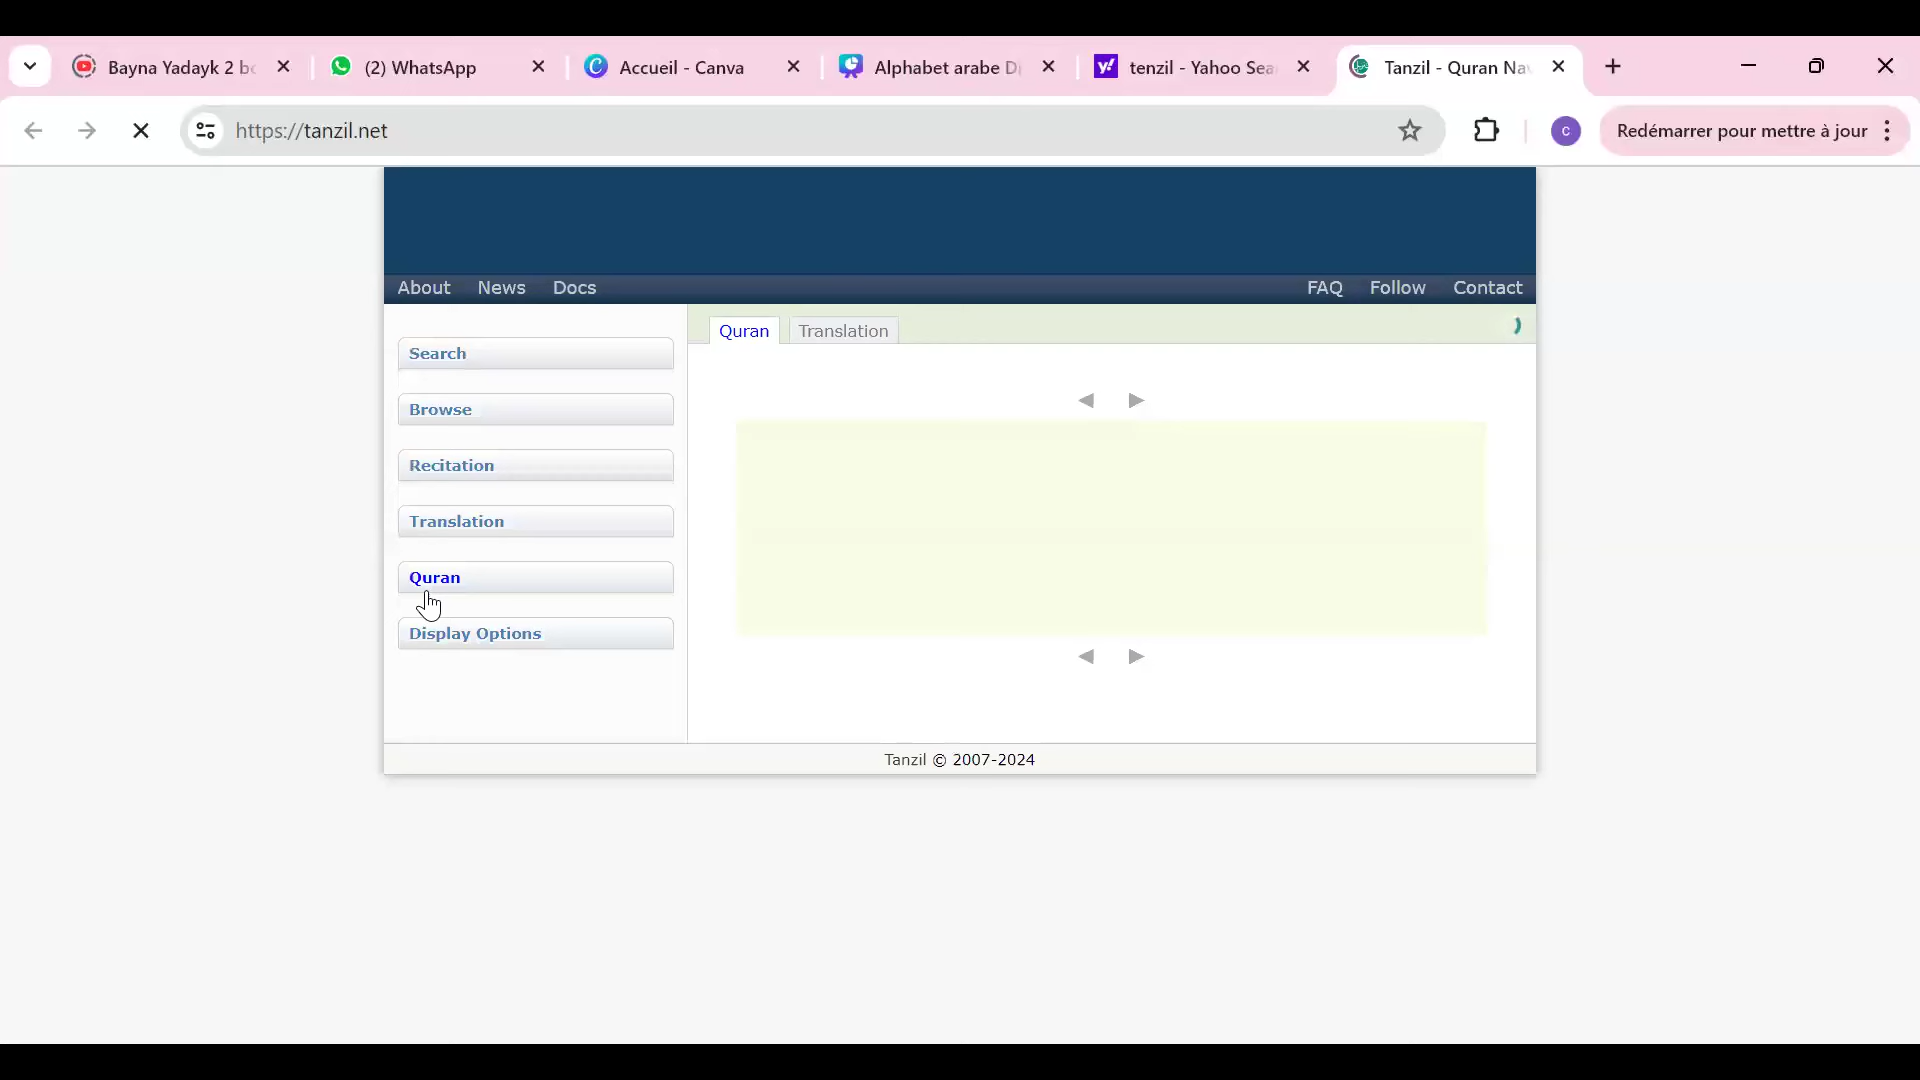 Bayna Yadayk 2 b
(2) WhatsApp
Accueil - Canva
Alphabet arabe D
tenzil - Yahoo Sea
Tanzil - Quran Na
https://tanzil.net
c
Redémarrer pour mettre à jour
About News Docs
FAQ Follow Contact
Quran Translation
Search
Browse
Recitation
Translation
Quran
Display Options
Tanzil © 2007-2024